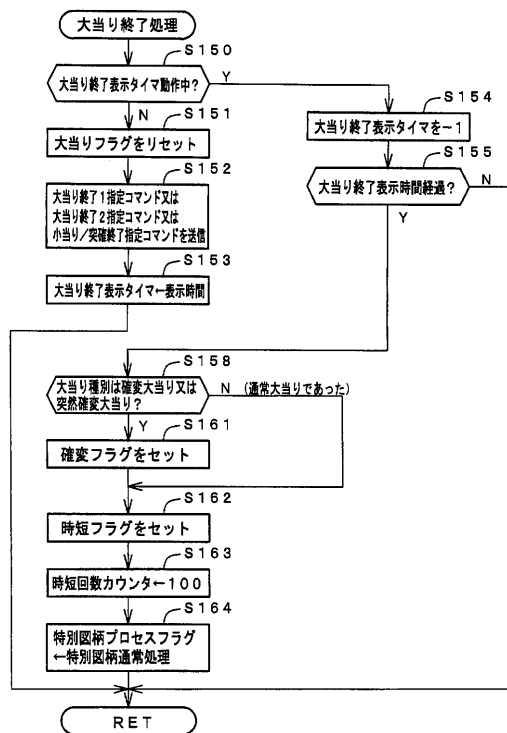 大当り終了処理
S150
大当り終了表示タイマ動作中?
Y
N
S151
大当りフラグをリセット
S152
大当り終了1指定コマンド又は
大当り終了2指定コマンド又は
小当り/突確終了指定コマンドを送信
S153
大当り終了表示タイマ←表示時間
S154
大当り終了表示タイマを-1
S155
大当り終了表示時間経過?
N
Y
S158
大当り種別は確変大当り又は
突然確変大当り?
N (通常大当りであった)
Y
S161
確変フラグをセット
S162
時短フラグをセット
S163
時短回数カウンタ←100
S164
特別図柄プロセスフラグ
←特別図柄通常処理
RET